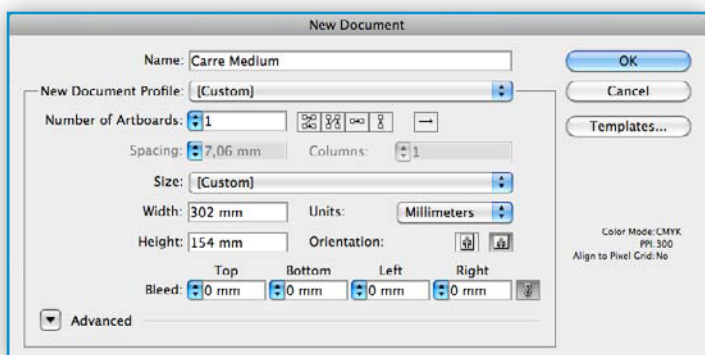 New Document
Name: Carre Medium
OK
New Document Profile: [Custom]
Cancel
Number of Artboards: 1
Templates...
Spacing: 7,06 mm Columns: 1
Size: [Custom]
Width: 302 mm Units: Millimeters
Height: 154 mm Orientation:
Color Mode:CMYK
PPI:300
Align to Pixel Grid:No
Top Bottom Left Right
Bleed: 0 mm 0 mm 0 mm 0 mm
Advanced